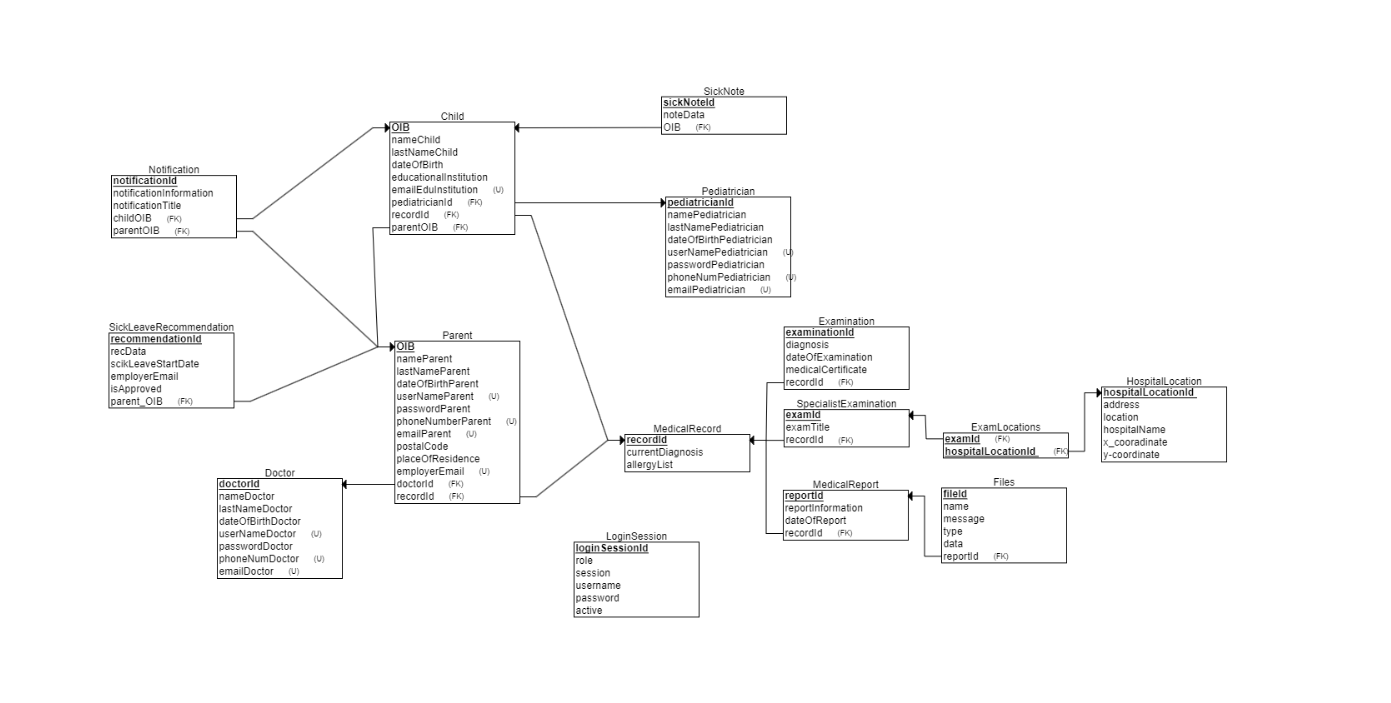 SickNote
sickNoteId
noteData
OIB (FK)
Child
OIB
nameChild
lastNameChild
dateOfBirth
educationalInstitution
emailEduInstitution (U)
pediatricianId (FK)
recordId (FK)
parentOIB (FK)
Notification
notificationId
notificationInformation
notificationTitle
childOIB (FK)
parentOIB (FK)
Pediatrician
pediatricianId
namePediatrician
lastNamePediatrician
dateOfBirthPediatrician
userNamePediatrician (U)
passwordPediatrician
phoneNumPediatrician (U)
emailPediatrician (U)
SickLeaveRecommendation
recommendationId
recData
scikLeaveStartDate
employerEmail
isApproved
parent_OIB (FK)
Parent
OIB
nameParent
lastNameParent
dateOfBirthParent
userNameParent (U)
passwordParent
phoneNumberParent (U)
emailParent (U)
postalCode
placeOfResidence
employerEmail (U)
doctorId (FK)
recordId (FK)
Examination
examinationId
diagnosis
dateOfExamination
medicalCertificate
recordId (FK)
SpecialistExamination
examId
examTitle
recordId (FK)
ExamLocations
examId (FK)
hospitalLocationId (FK)
HospitalLocation
hospitalLocationId
address
location
hospitalName
x_cooradinate
y-coordinate
MedicalRecord
recordId
currentDiagnosis
allergyList
Doctor
doctorId
nameDoctor
lastNameDoctor
dateOfBirthDoctor
userNameDoctor (U)
passwordDoctor
phoneNumDoctor (U)
emailDoctor (U)
MedicalReport
reportId
reportInformation
dateOfReport
recordId (FK)
Files
fileId
name
message
type
data
reportId (FK)
LoginSession
loginSessionId
role
session
username
password
active